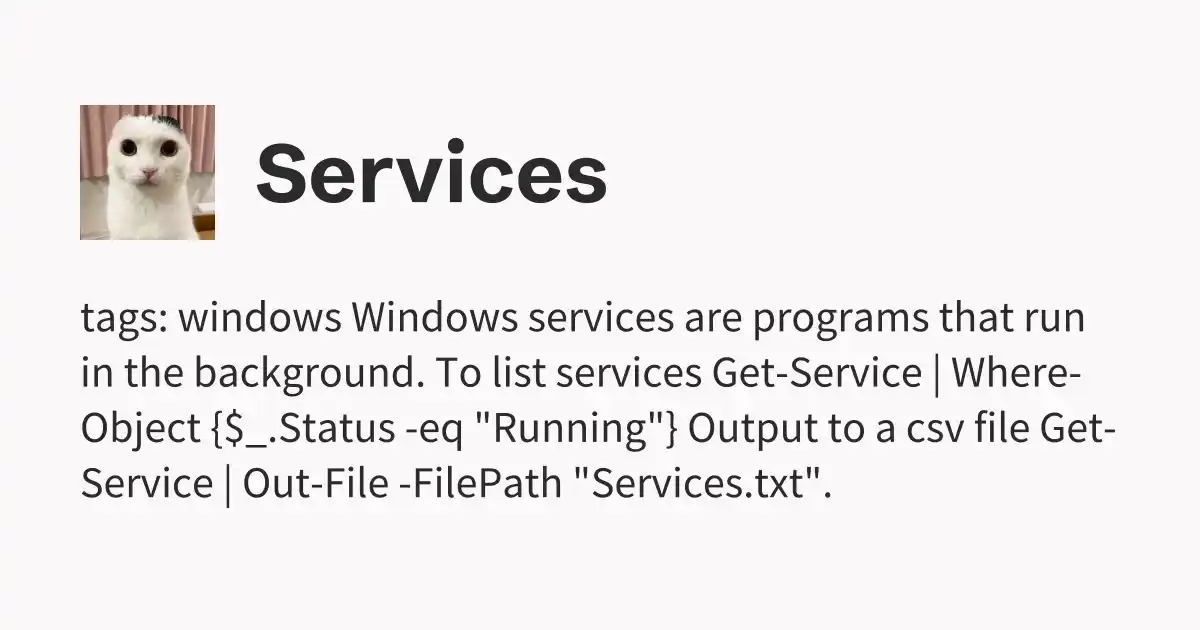 Services
tags: windows Windows services are programs that run
in the background. To list services Get-Service | Where-
Object {$_.Status -eq "Running"} Output to a csv file Get-
Service | Out-File -FilePath "Services.txt".